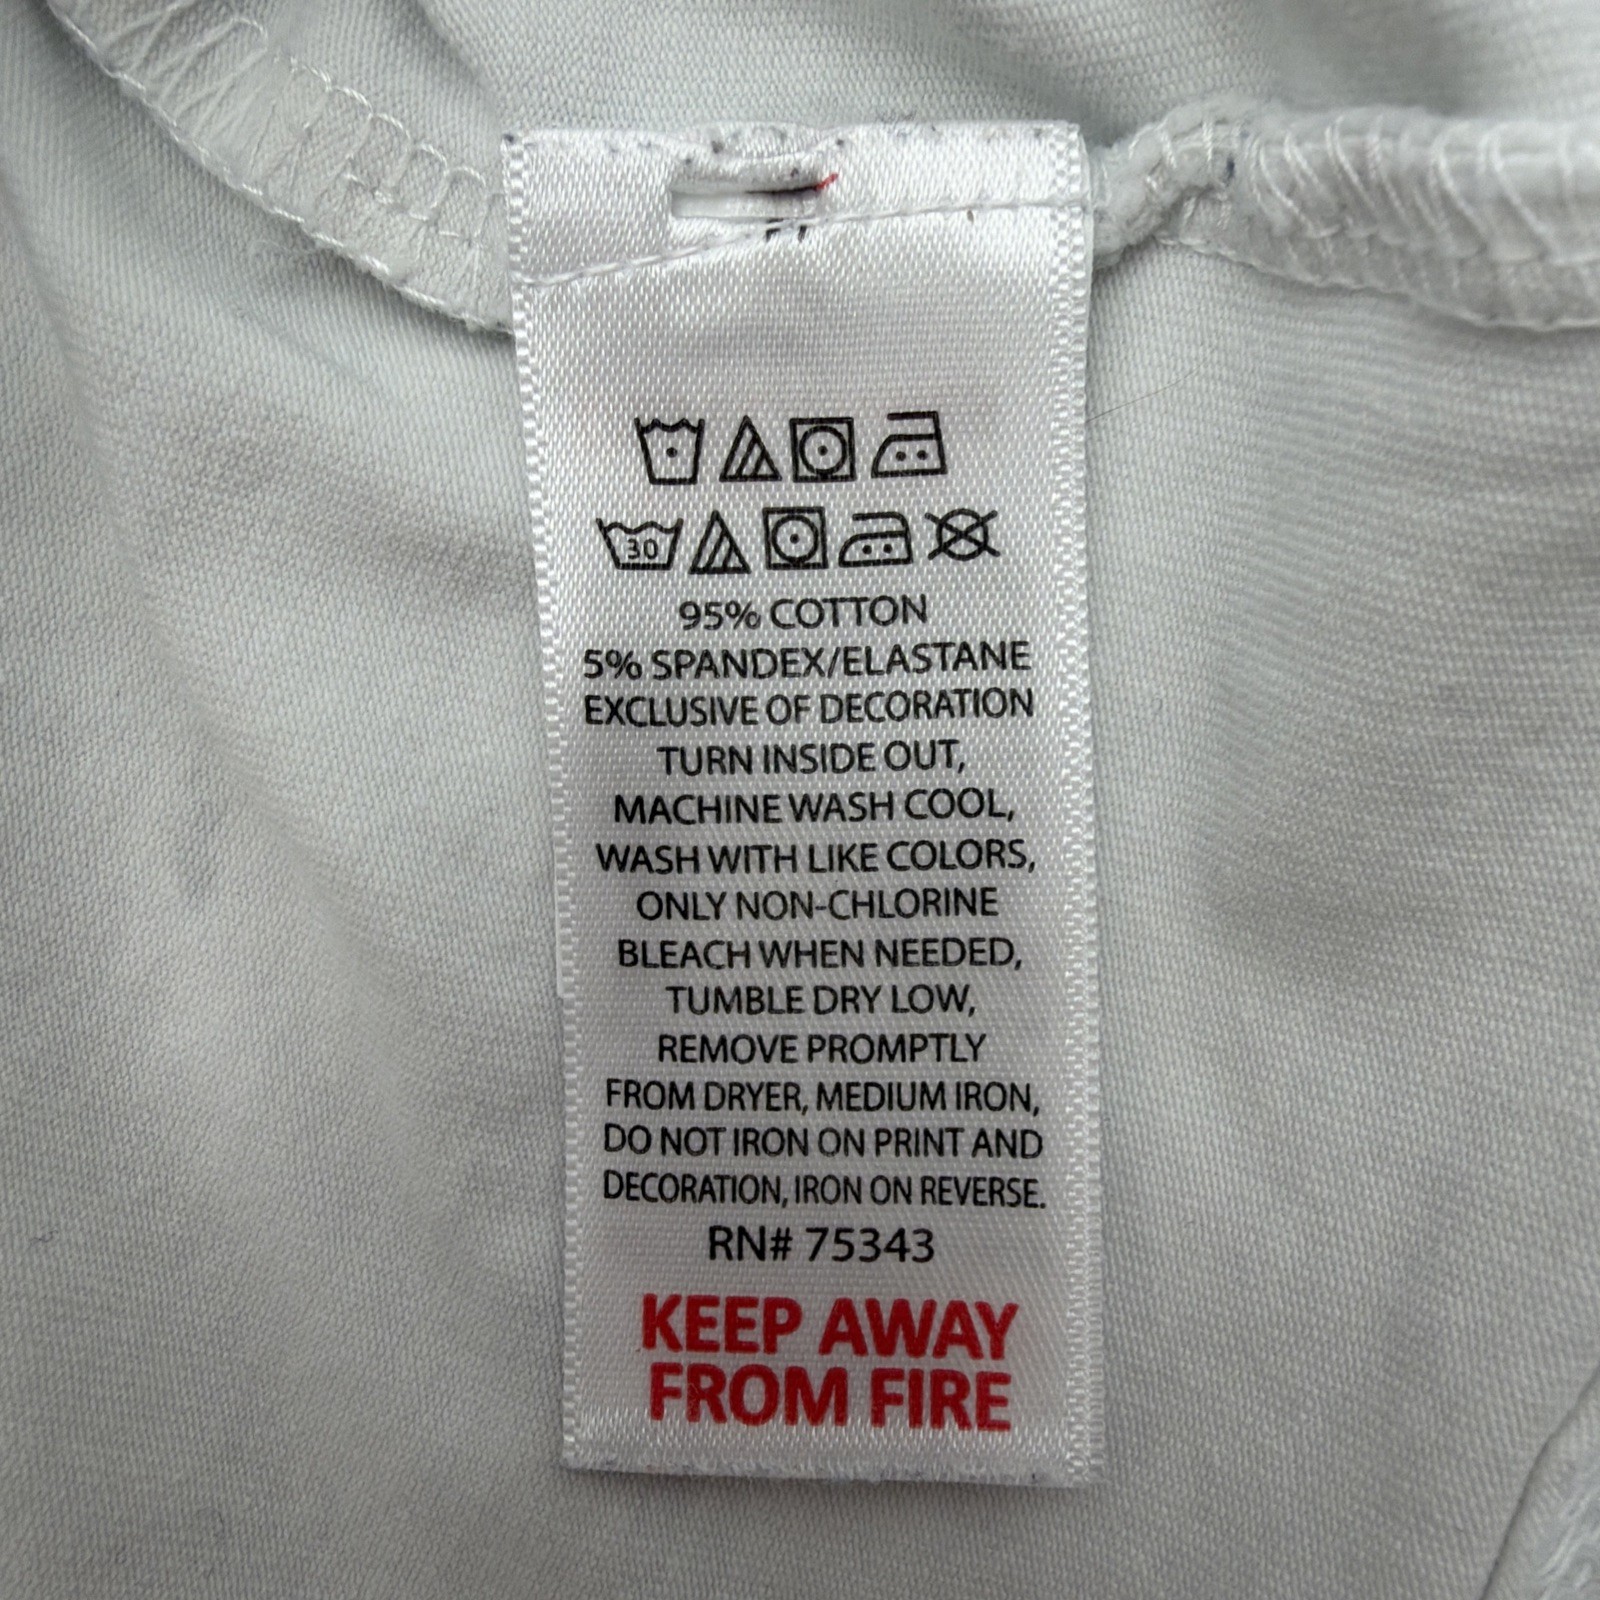 30
95% COTTON
5% SPANDEX/ELASTANE
EXCLUSIVE OF DECORATION
TURN INSIDE OUT,
MACHINE WASH COOL,
WASH WITH LIKE COLORS,
ONLY NON-CHLORINE
BLEACH WHEN NEEDED,
TUMBLE DRY LOW,
REMOVE PROMPTLY
FROM DRYER, MEDIUM IRON,
DO NOT IRON ON PRINT AND
DECORATION, IRON ON REVERSE.
RN# 75343
KEEP AWAY
FROM FIRE